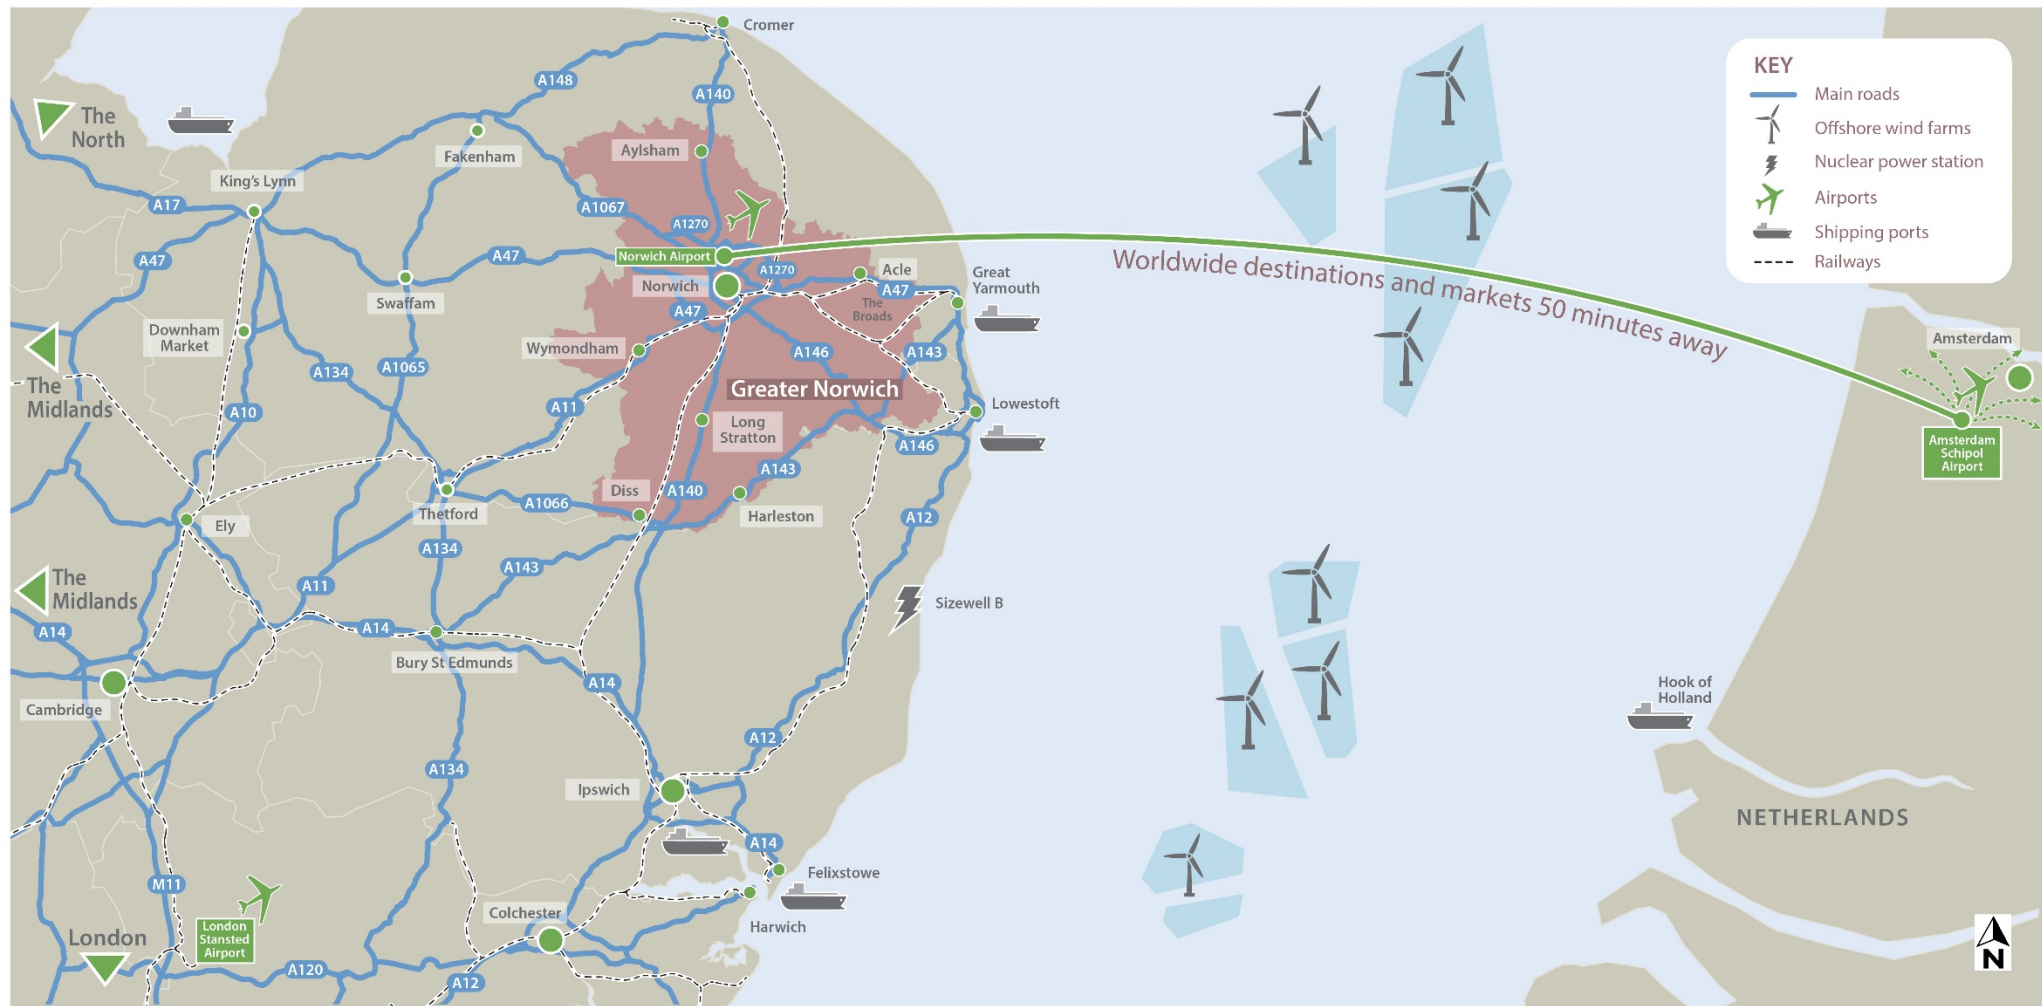 Cromer
KEY
Main roads
Offshore wind farms
Nuclear power station
Airports
Shipping ports
Railways
A148
A140
The
North
Fakenham
Aylsham
King's Lynn
A17
A1067
A1270
A47
A47
Norwich Airport
A1270
Acle
Great
Yarmouth
Worldwide destinations and markets 50 minutes away
Swaffam
Norwich
A47
The
Broads
A47
Downham
Market
Wymondham
A146
A143
Amsterdam
The
Midlands
A134
A1065
Greater Norwich
A10
A11
Long
Stratton
Lowestoft
A146
Amsterdam
Schipol
Airport
A143
Diss
A140
Harleston
A1066
Thetford
Ely
A12
A134
A143
The
Midlands
A11
Sizewell B
A14
A14
Bury St Edmunds
A14
Cambridge
Hook of
Holland
A12
A134
Ipswich
NETHERLANDS
A14
Felixstowe
M11
Colchester
Harwich
London
London
Stansted
Airport
A120
A12
N